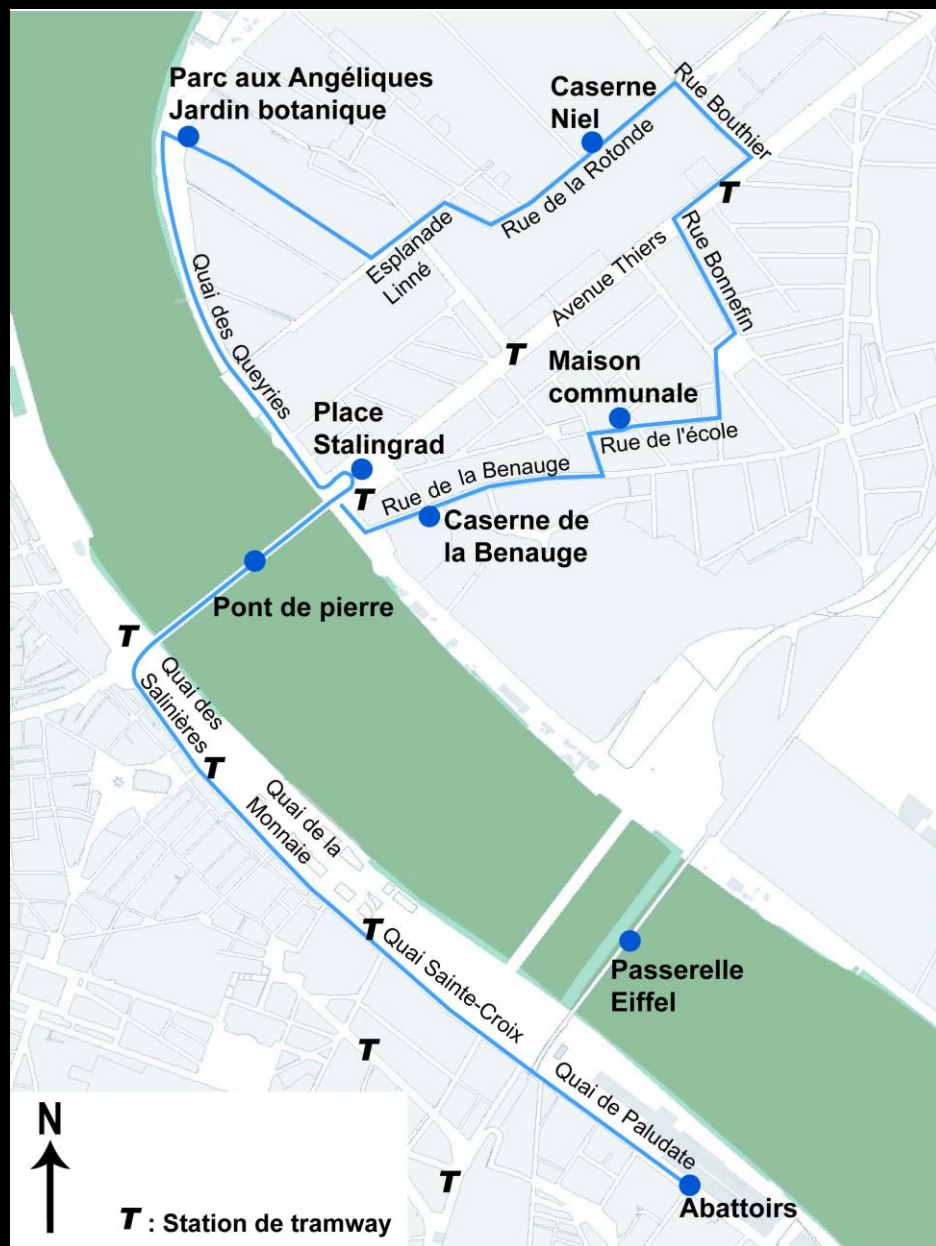 Parc aux Angéliques
Jardin botanique
Caserne
Niel
Rue Bouthier
Rue de la Rotonde
T
Esplanade
Linné
Rue Bonnefin
Avenue Thiers
Quai des Queyries
T
Maison
communale
Place
Stalingrad
Rue de l'école
Rue de la Benauge
T
Caserne de
la Benauge
Pont de pierre
T
Quai des
Salinières
T
Quai de la
Monnaie
T
Quai Sainte-Croix
Passerelle
Eiffel
T
Quai de Paludate
T
Abattoirs
N
T : Station de tramway